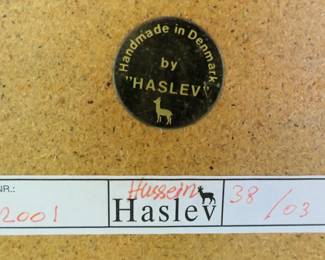 Handmade in Denmark
by
"HASLEV"
NR.:
2001
Hussein
Haslev
38/03